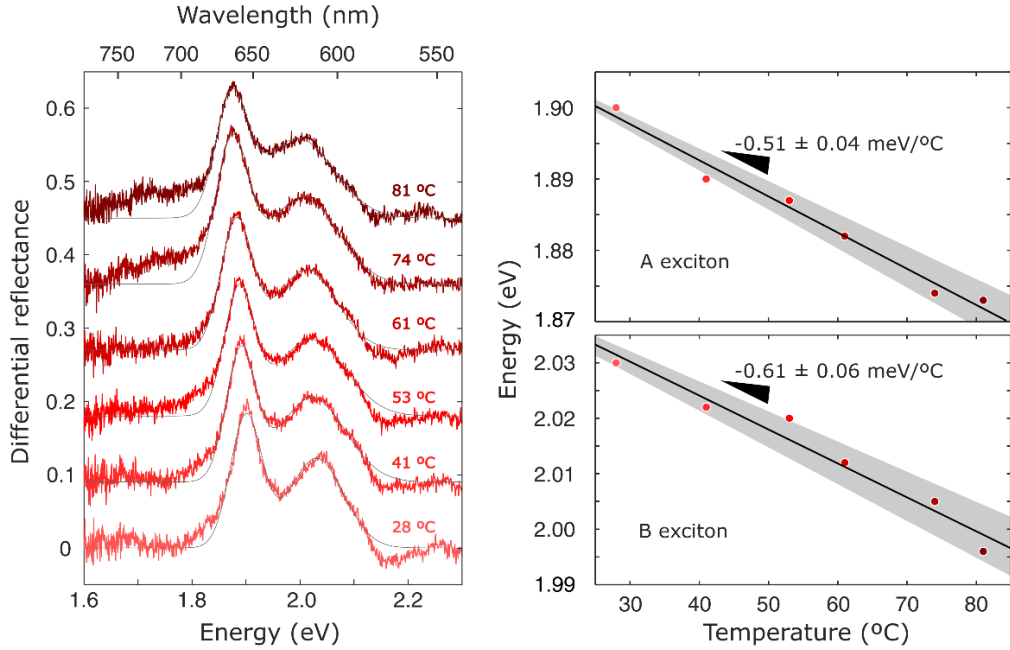 Wavelength (nm)
750 700 650 600 550
Differential reflectance
0.6
0.5
0.4
0.3
0.2
0.1
0
81 ºC
74 ºC
61 ºC
53 ºC
41 ºC
28 ºC
1.6 1.8 2.0 2.2
Energy (eV)
Energy (eV)
1.90
1.89
1.88
1.87
-0.51 ± 0.04 meV/ºC
A exciton
2.03
2.02
2.01
2.00
1.99
-0.61 ± 0.06 meV/ºC
B exciton
30 40 50 60 70 80
Temperature (ºC)